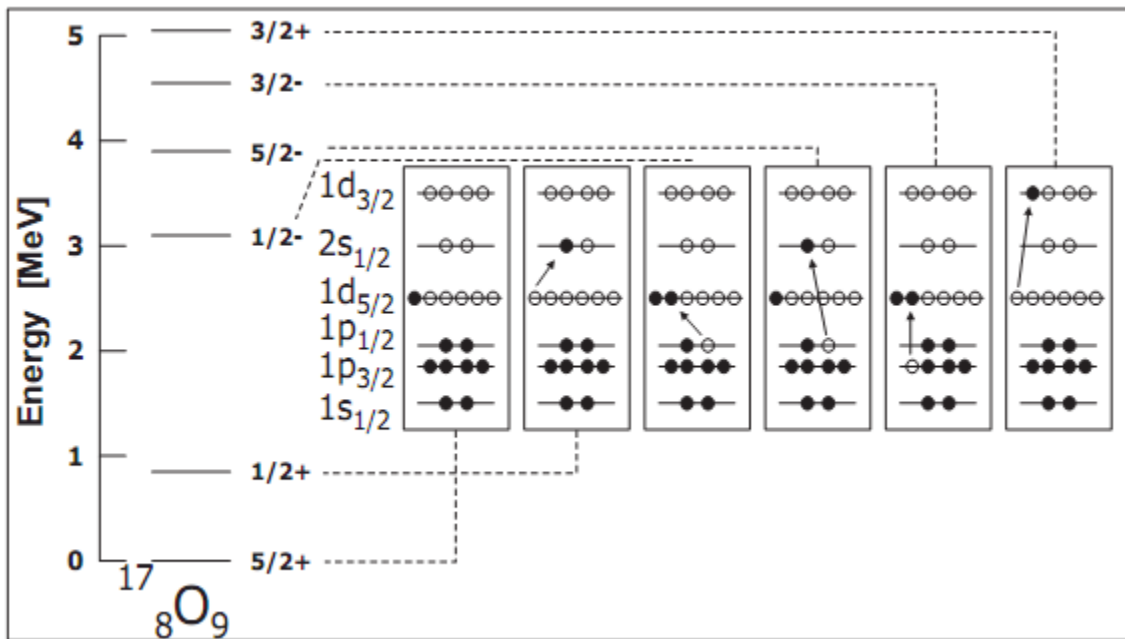 5
4
3
2
1
0
Energy [MeV]
3/2+
3/2-
5/2-
1/2-
1/2+
5/2+
1d3/2
2s1/2
1d5/2
1p1/2
1p3/2
1s1/2
17 8O9